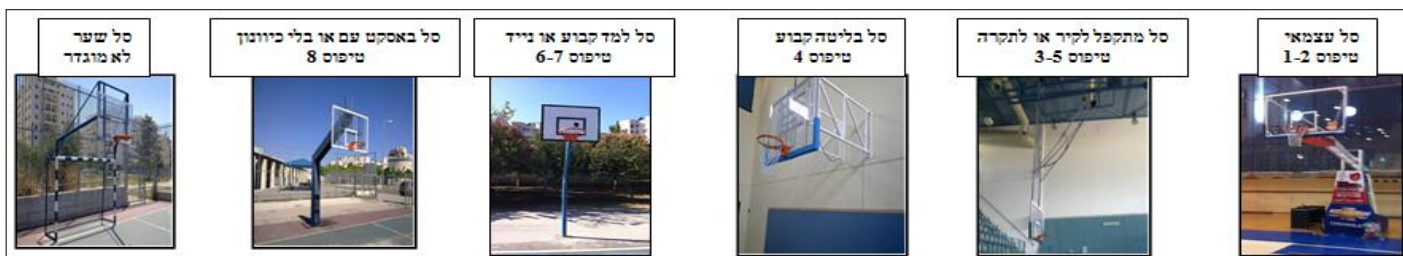 סל עצמאי
טיפוס 1-2
סל מתקפל לקיר או לתקרה
טיפוס 3-5
סל בליטה קבוע
טיפוס 4
סל למד קבוע או נייד
טיפוס 6-7
סל באסקט עם או בלי כיוונון
טיפוס 8
סל שער
לא מוגדר